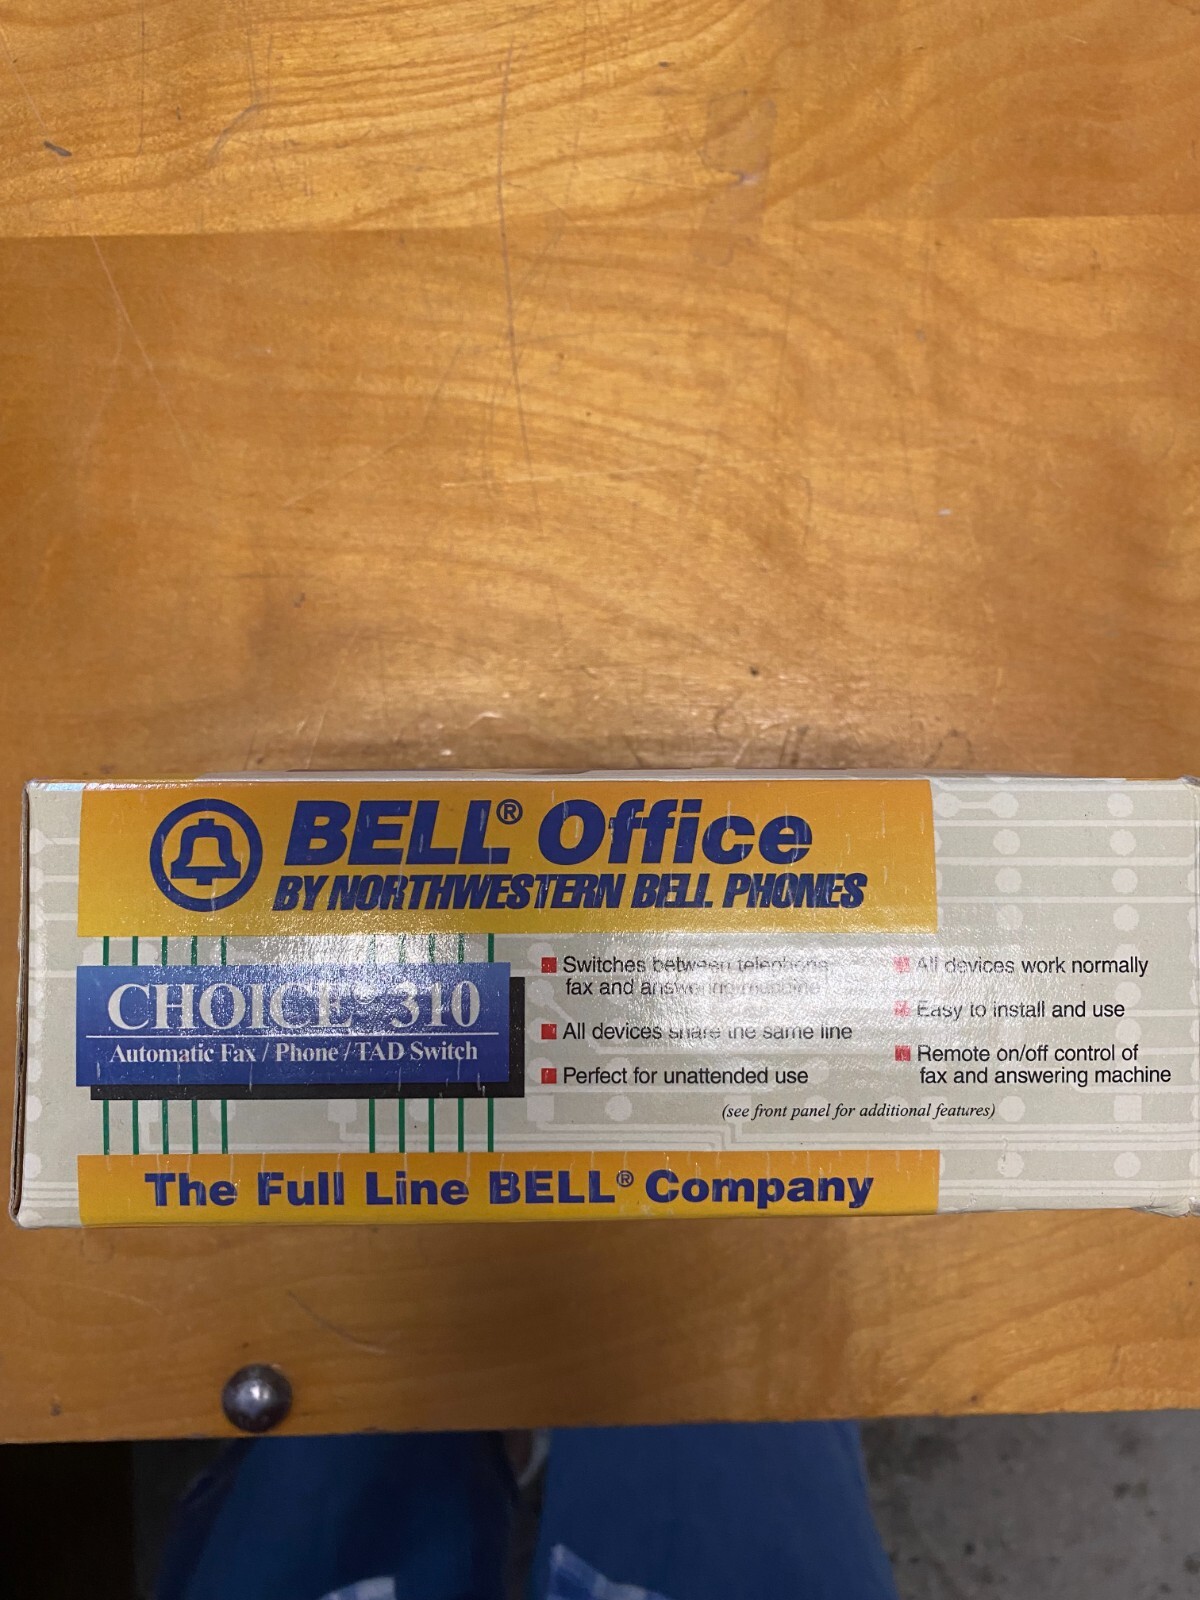 BELL® Office
BY NORTHWESTERN BELL PHONES
CHOICE® 310
Automatic Fax / Phone / TAD Switch
Switches between telephone
fax and answering machine
All devices share the same line
Perfect for unattended use
All devices work normally
Easy to install and use
Remote on/off control of
fax and answering machine
(see front panel for additional features)
The Full Line BELL® Company